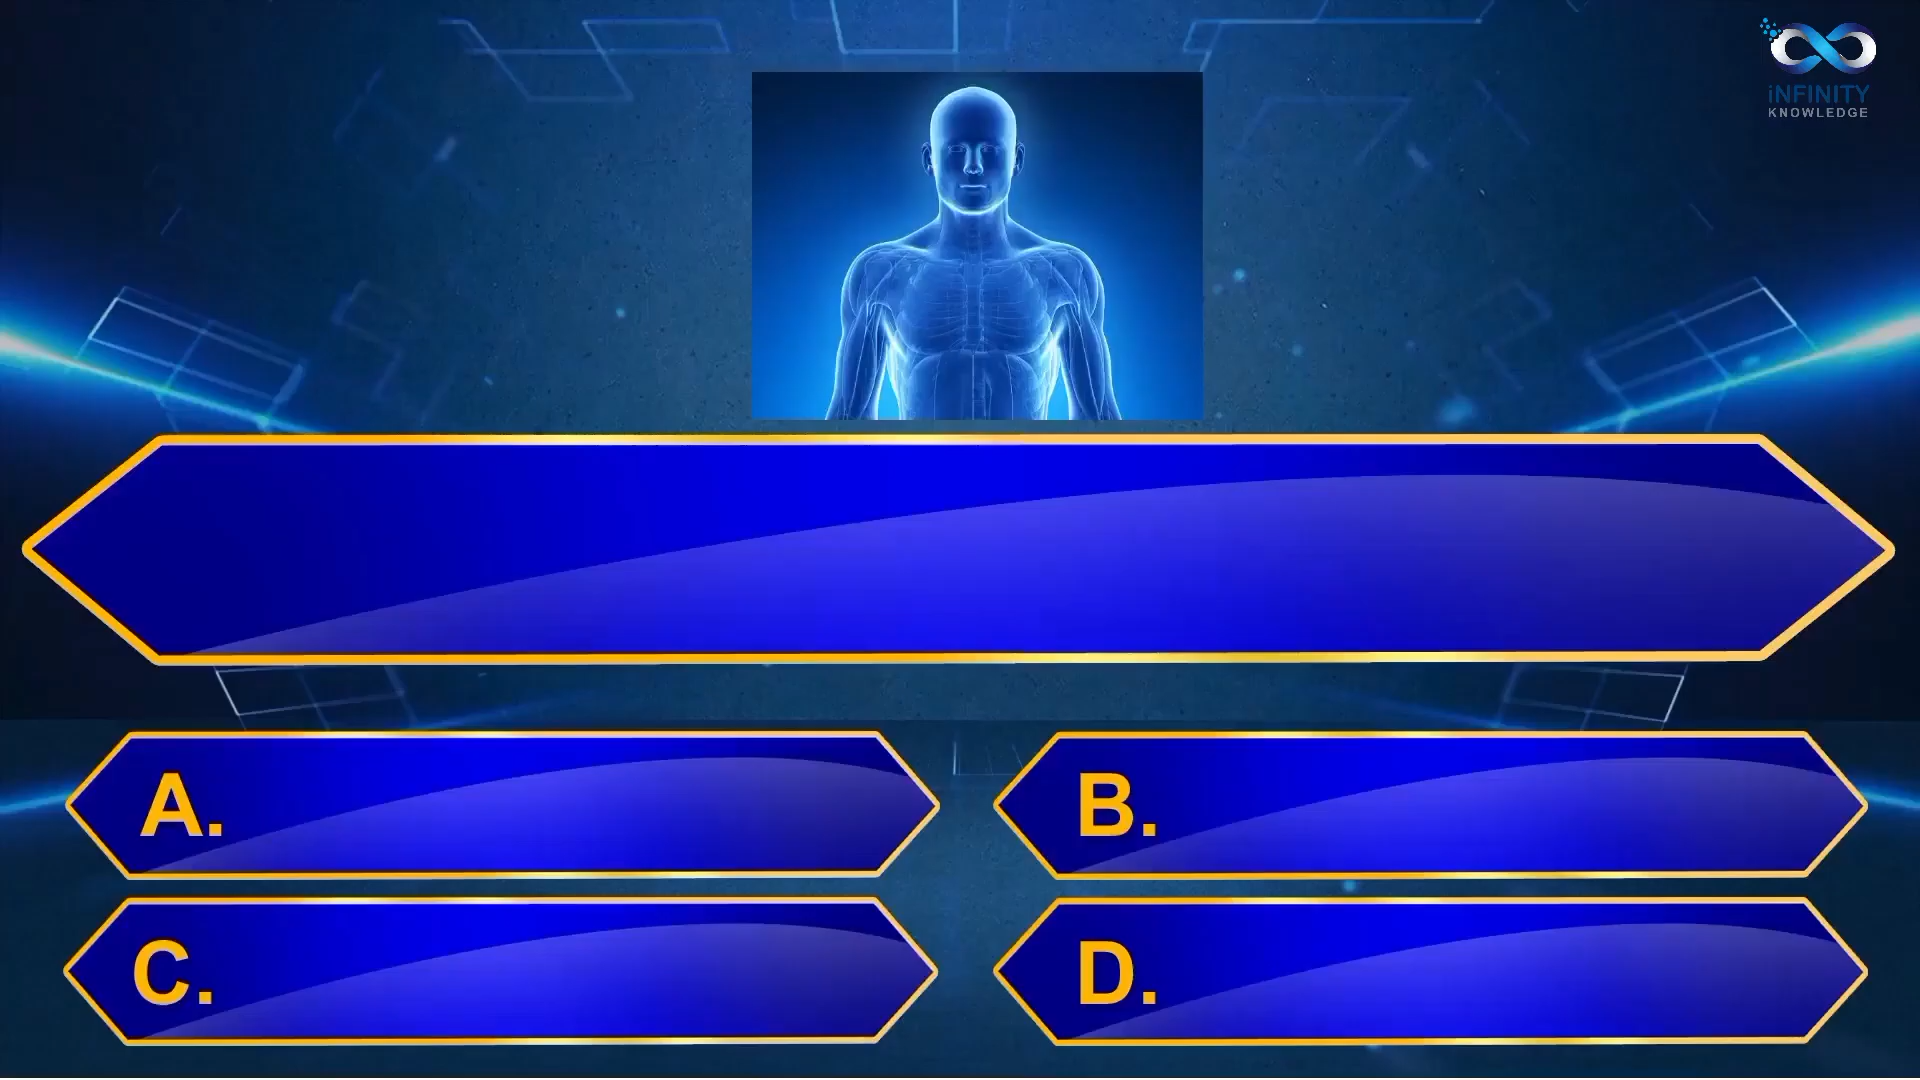 iNFINITY
KNOWLEDGE
A.
B.
C.
D.